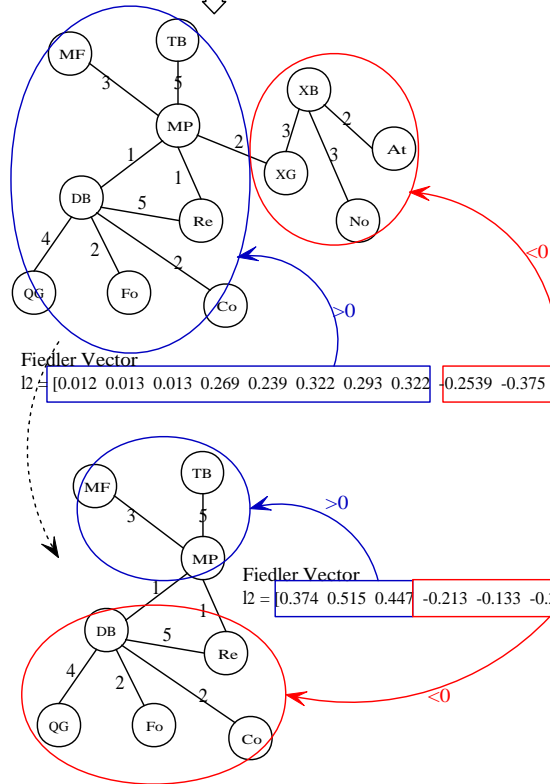 TB
MF
5
3
XB
MP
2
At
2
3
1
3
XG
1
DB
5
Re
No
4
2
2
<0
QG
Fo
Co
>0
Fiedler Vector
l2 = [0.012 0.013 0.013 0.269 0.239 0.322 0.293 0.322 -0.2539 -0.375
TB
MF
>0
3
5
MP
Fiedler Vector
1
l2 = [0.374 0.515 0.447 -0.213 -0.133
1
DB
5
Re
4
2
2
<0
QG
Fo
Co